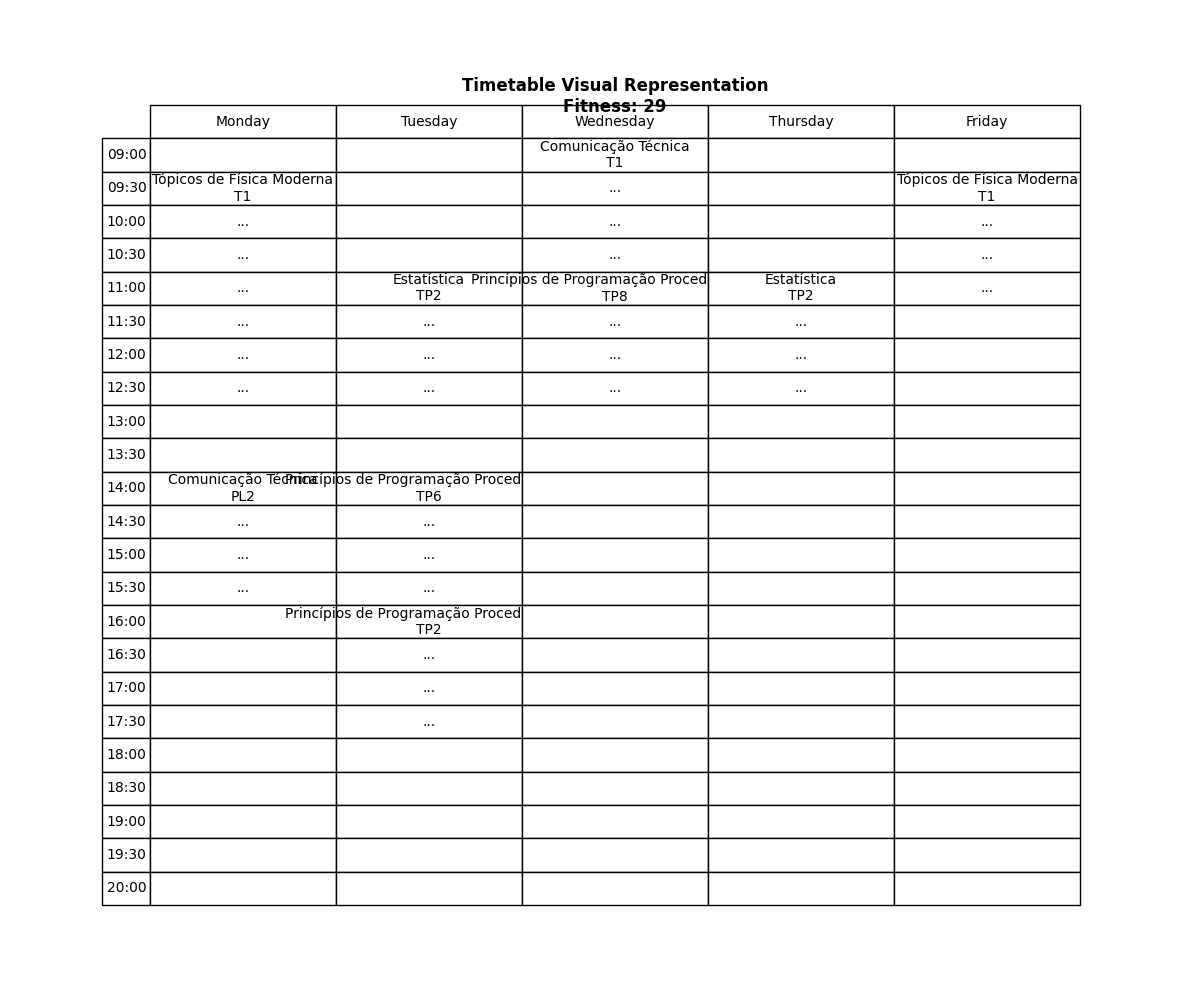 Timetable Visual Representation
Fitness: 29
Monday Tuesday Wednesday Thursday Friday
09:00 Comunicação Técnica
T1
09:30 Tópicos de Física Moderna ... Tópicos de Física Moderna
T1 T1
10:00 ... ... ...
10:30 ... ... ...
11:00 ... Estatística Princípios de Programação Proced Estatística ...
TP2 TP8 TP2
11:30 ... ... ... ...
12:00 ... ... ... ...
12:30 ... ... ... ...
13:00
13:30
14:00 Comunicação Técnica Princípios de Programação Proced
PL2 TP6
14:30 ... ...
15:00 ... ...
15:30 ... ...
16:00 Princípios de Programação Proced
TP2
16:30 ...
17:00 ...
17:30 ...
18:00
18:30
19:00
19:30
20:00